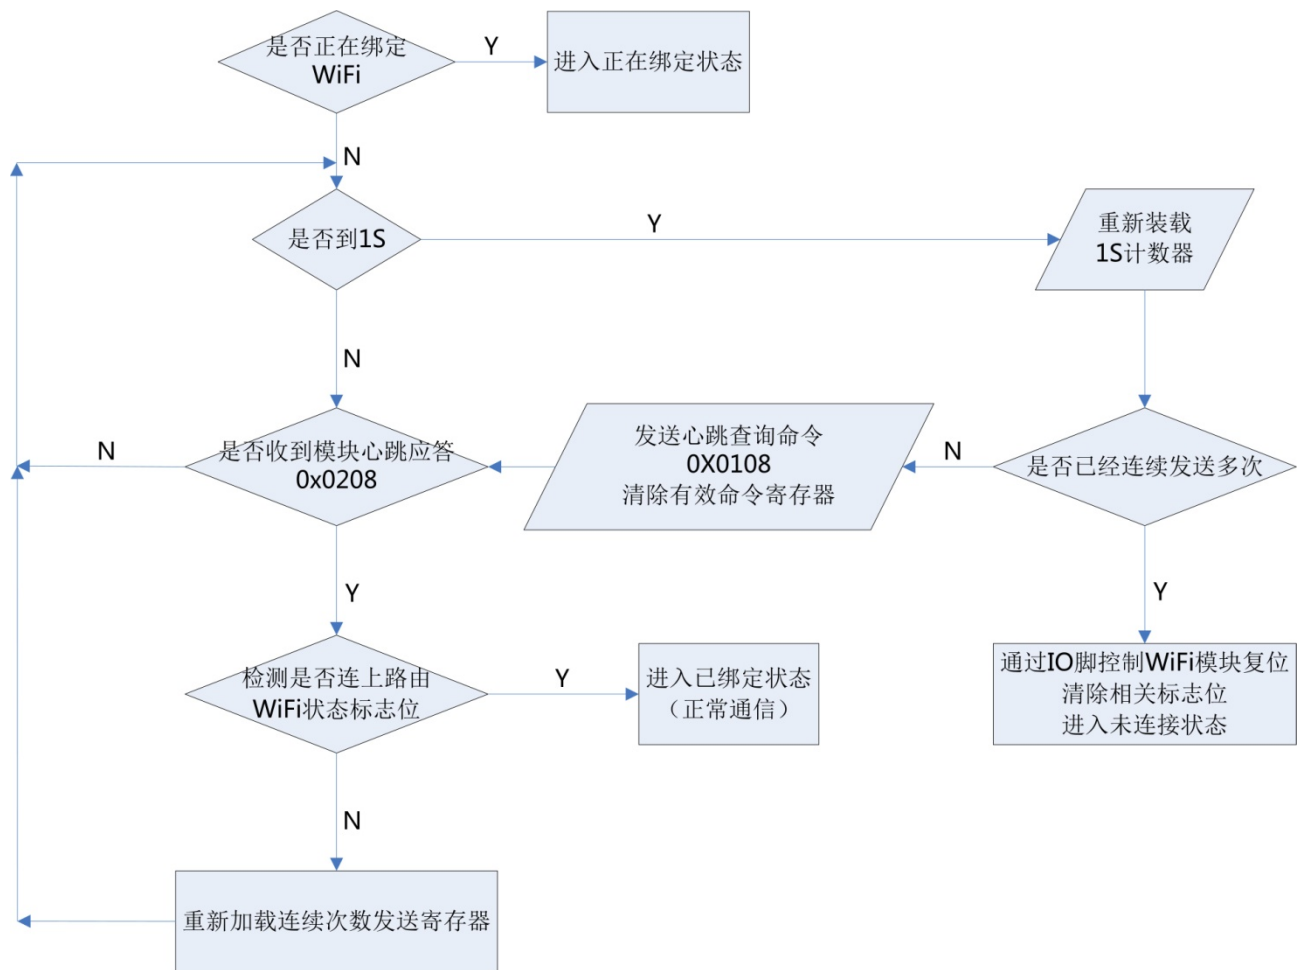 是否正在绑定
WiFi
Y
进入正在绑定状态
N
是否到1S
Y
重新装载
1S计数器
N
是否收到模块心跳应答
0x0208
N
发送心跳查询命令
0X0108
清除有效命令寄存器
N
是否已经连续发送多次
Y
Y
检测是否连上路由
WiFi状态标志位
Y
进入已绑定状态
（正常通信）
通过IO脚控制WiFi模块复位
清除相关标志位
进入未连接状态
N
重新加载连续次数发送寄存器